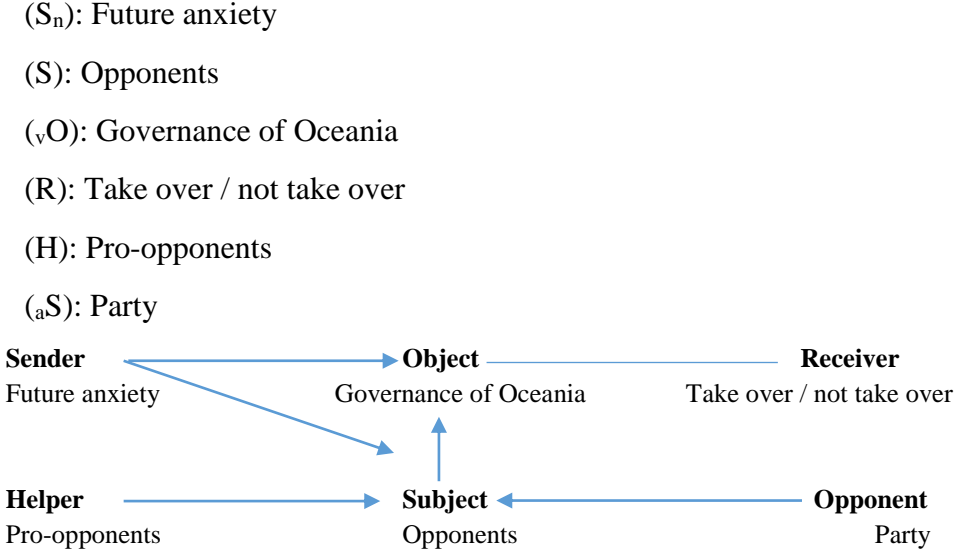 (Sn): Future anxiety
(S): Opponents
(vO): Governance of Oceania
(R): Take over / not take over
(H): Pro-opponents
(aS): Party
Sender Object Receiver
Future anxiety Governance of Oceania Take over / not take over
Helper Subject Opponent
Pro-opponents Opponents Party